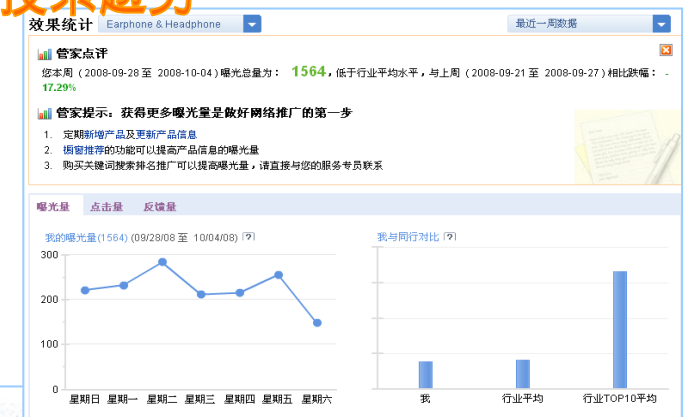 技索趋势
效果统计 Earphone & Headphone 最近一周数据
管家点评
您本周 (2008-09-28 至 2008-10-04) 曝光总量为： 1564，低于行业平均水平，与上周 (2008-09-21 至 2008-09-27) 相比跌幅： -
17.29%
管家提示：获得更多曝光量是做好网络推广的第一步
1. 定期新增产品及更新产品信息
2. 橱窗推荐的功能可以提高产品信息的曝光量
3. 购买关键词搜索排名推广可以提高曝光量，请直接与您的服务专员联系
曝光量 点击量 反馈量
我的曝光量(1564) (09/28/08 至 10/04/08) ? 我与同行对比 ?
300
200
100
0
星期日 星期一 星期二 星期三 星期四 星期五 星期六 我 行业平均 行业TOP10平均